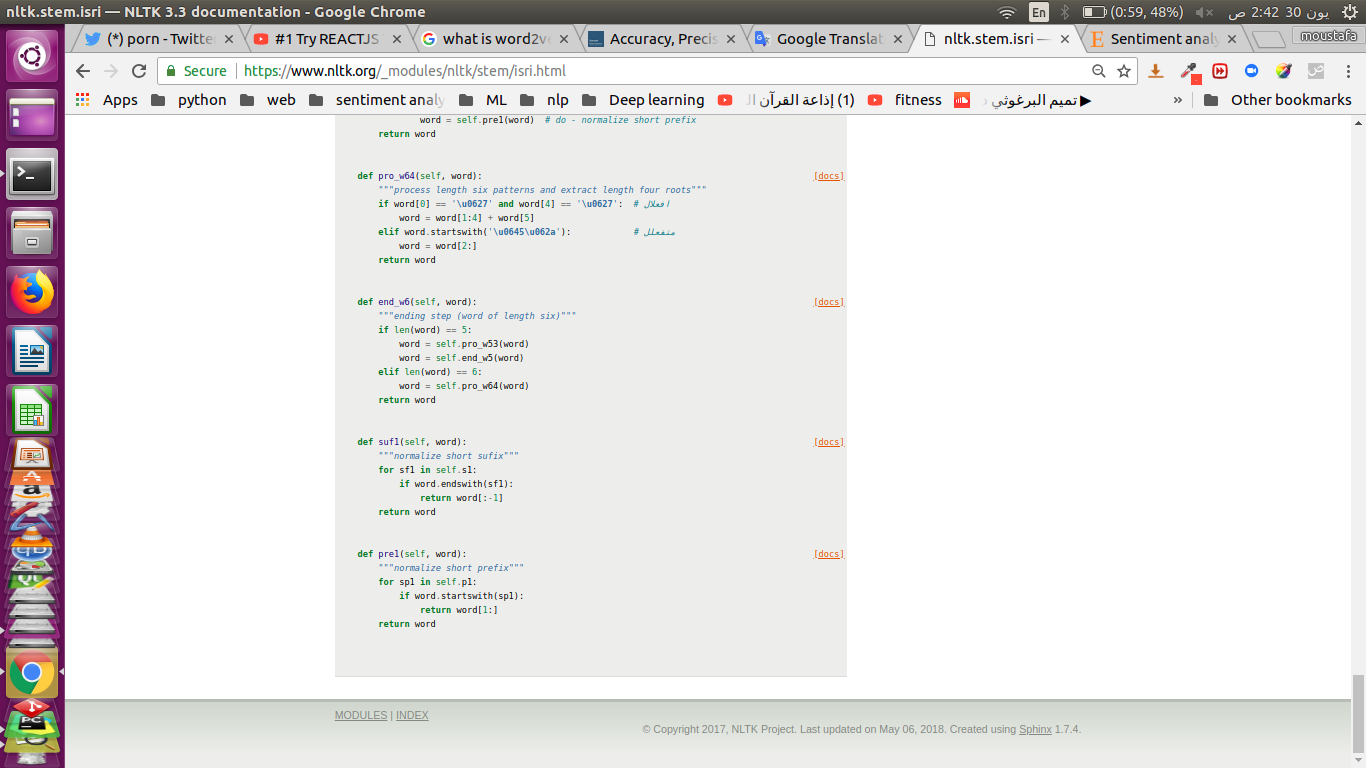 nltk.stem.isri — NLTK 3.3 documentation - Google Chrome
En
(0:59, 48%)
يون 30 2:42 ص
(*) porn - Twitte
#1 Try REACTJS
what is word2v
Accuracy, Precis
Google Translat
nltk.stem.isri —
Sentiment analy
moustafa
Secure
https://www.nltk.org/_modules/nltk/stem/isri.html
Apps
python
web
sentiment analy
ML
nlp
Deep learning
(1) إذاعة القرآن ال
fitness
▶ تميم البرغوثي
»
Other bookmarks
word = self.pre1(word)  # do - normalize short prefix
return word
def pro_w64(self, word):
[docs]
"""process length six patterns and extract length four roots"""
if word[0] == '\u0627' and word[4] == '\u0627':  # افعلال
word = word[1:4] + word[5]
elif word.startswith('\u0645\u062a'):            # متفعلل
word = word[2:]
return word
def end_w6(self, word):
[docs]
"""ending step (word of length six)"""
if len(word) == 5:
word = self.pro_w53(word)
word = self.end_w5(word)
elif len(word) == 6:
word = self.pro_w64(word)
return word
def suf1(self, word):
[docs]
"""normalize short sufix"""
for sf1 in self.s1:
if word.endswith(sf1):
return word[:-1]
return word
def pre1(self, word):
[docs]
"""normalize short prefix"""
for sp1 in self.p1:
if word.startswith(sp1):
return word[1:]
return word
MODULES | INDEX
© Copyright 2017, NLTK Project. Last updated on May 06, 2018. Created using Sphinx 1.7.4.